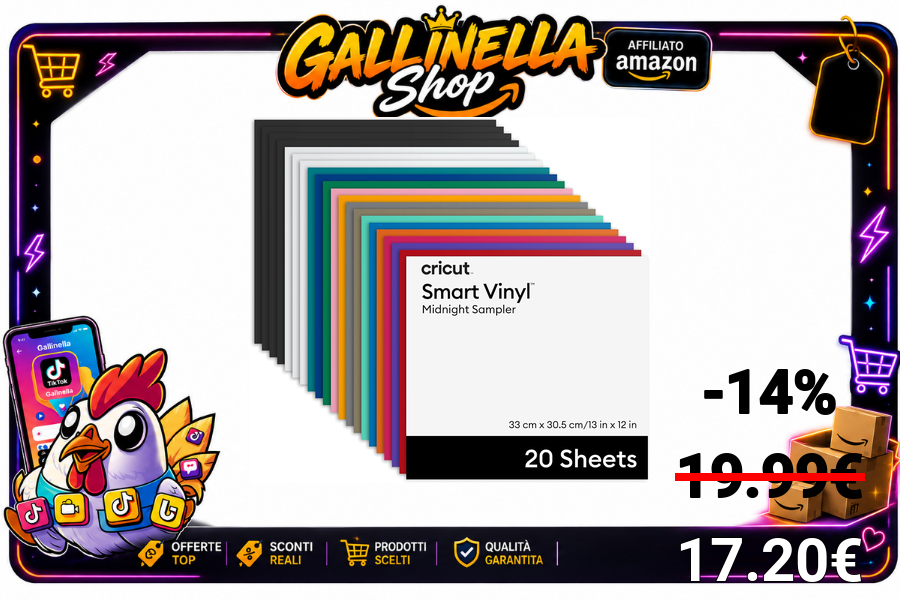 GALLINELLA
Shop
AFFILIATO
amazon
cricut
Smart Vinyl™
Midnight Sampler
33 cm x 30.5 cm/13 in x 12 in
20 Sheets
Gallinella
TikTok
Gallinella
-14%
19.99€
17.20€
OFFERTE
TOP
SCONTI
REALI
PRODOTTI
SCELTI
QUALITÀ
GARANTITA